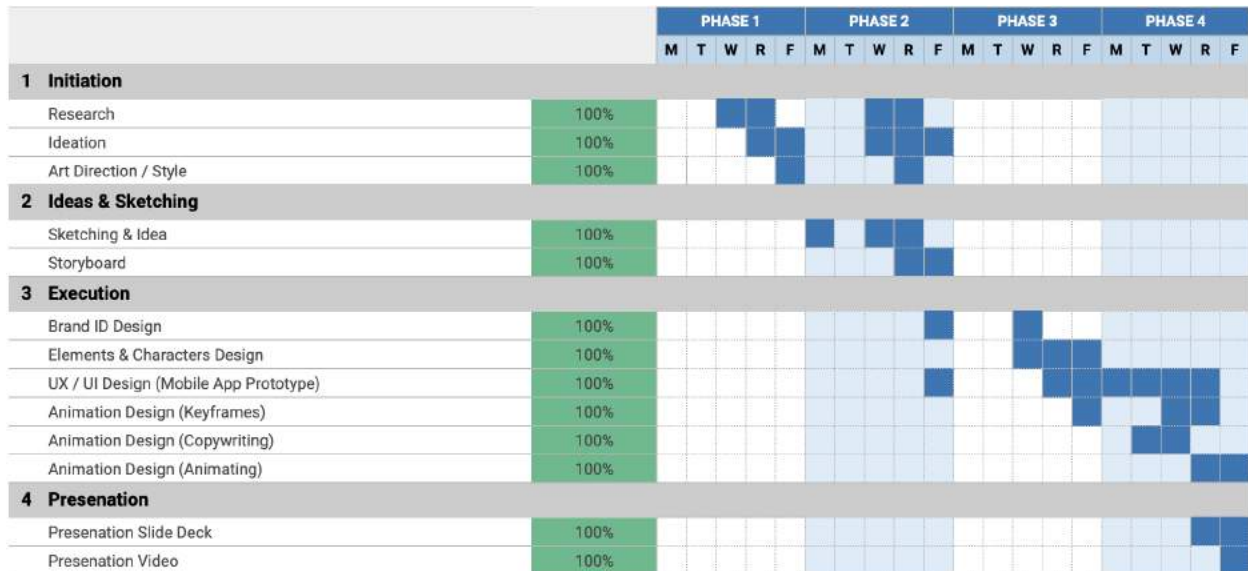 PHASE 1 PHASE 2 PHASE 3 PHASE 4
M T W R F M T W R F M T W R F M T W R F
1 Initiation
Research 100%
Ideation 100%
Art Direction / Style 100%
2 Ideas & Sketching
Sketching & Idea 100%
Storyboard 100%
3 Execution
Brand ID Design 100%
Elements & Characters Design 100%
UX / UI Design (Mobile App Prototype) 100%
Animation Design (Keyframes) 100%
Animation Design (Copywriting) 100%
Animation Design (Animating) 100%
4 Presenation
Presenation Slide Deck 100%
Presenation Video 100%